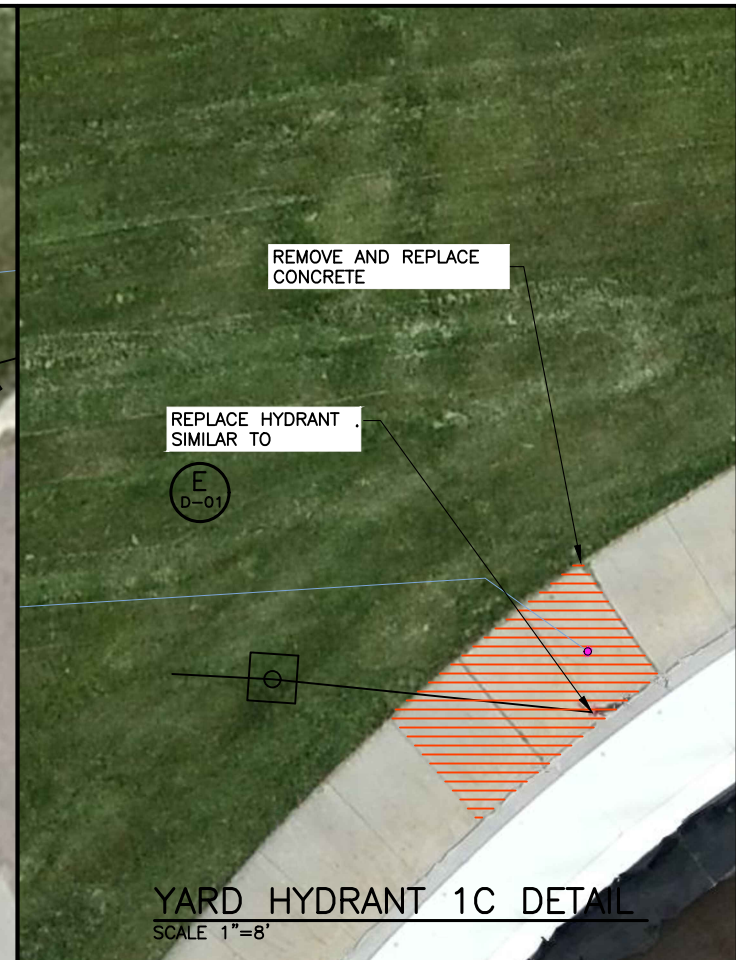 REMOVE AND REPLACE
CONCRETE
REPLACE HYDRANT .
SIMILAR TO
E
D-01
YARD HYDRANT 1C DETAIL
SCALE 1"=8'